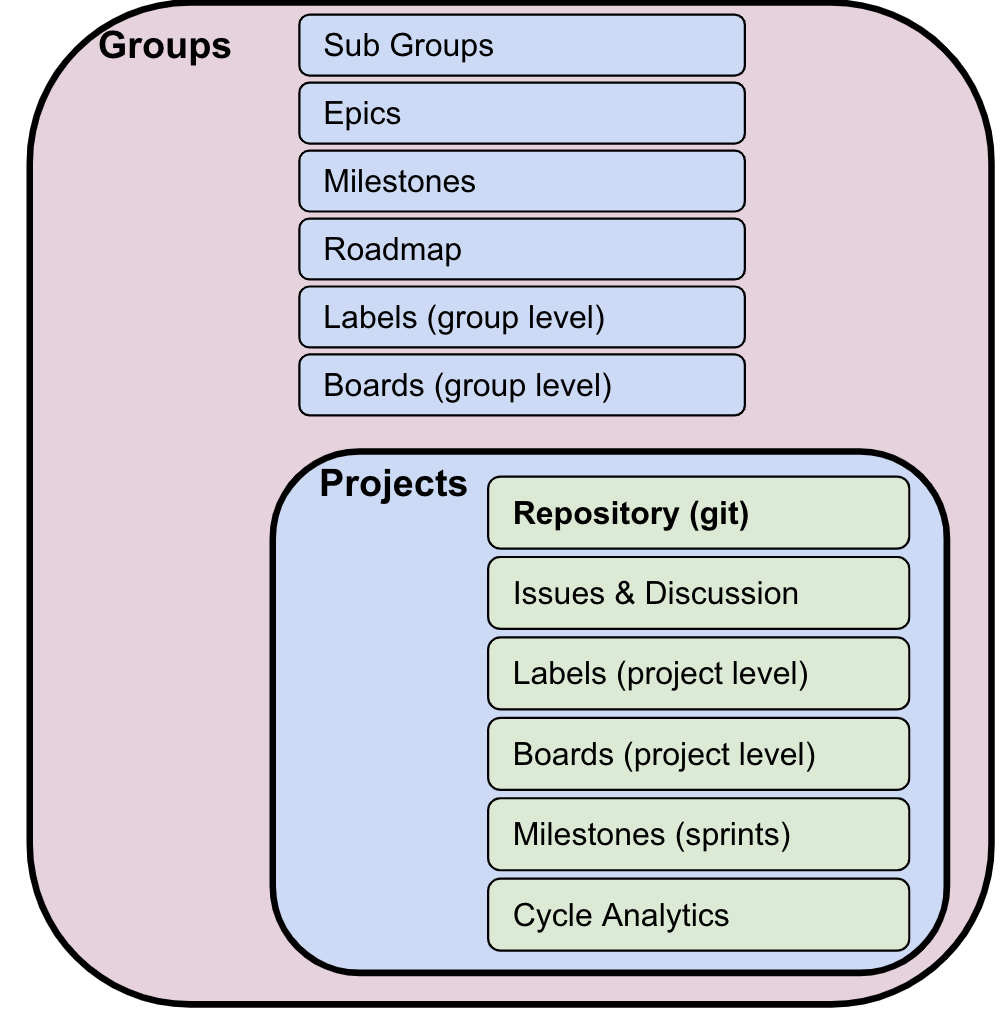 Groups
Sub Groups
Epics
Milestones
Roadmap
Labels (group level)
Boards (group level)
Projects
Repository (git)
Issues & Discussion
Labels (project level)
Boards (project level)
Milestones (sprints)
Cycle Analytics